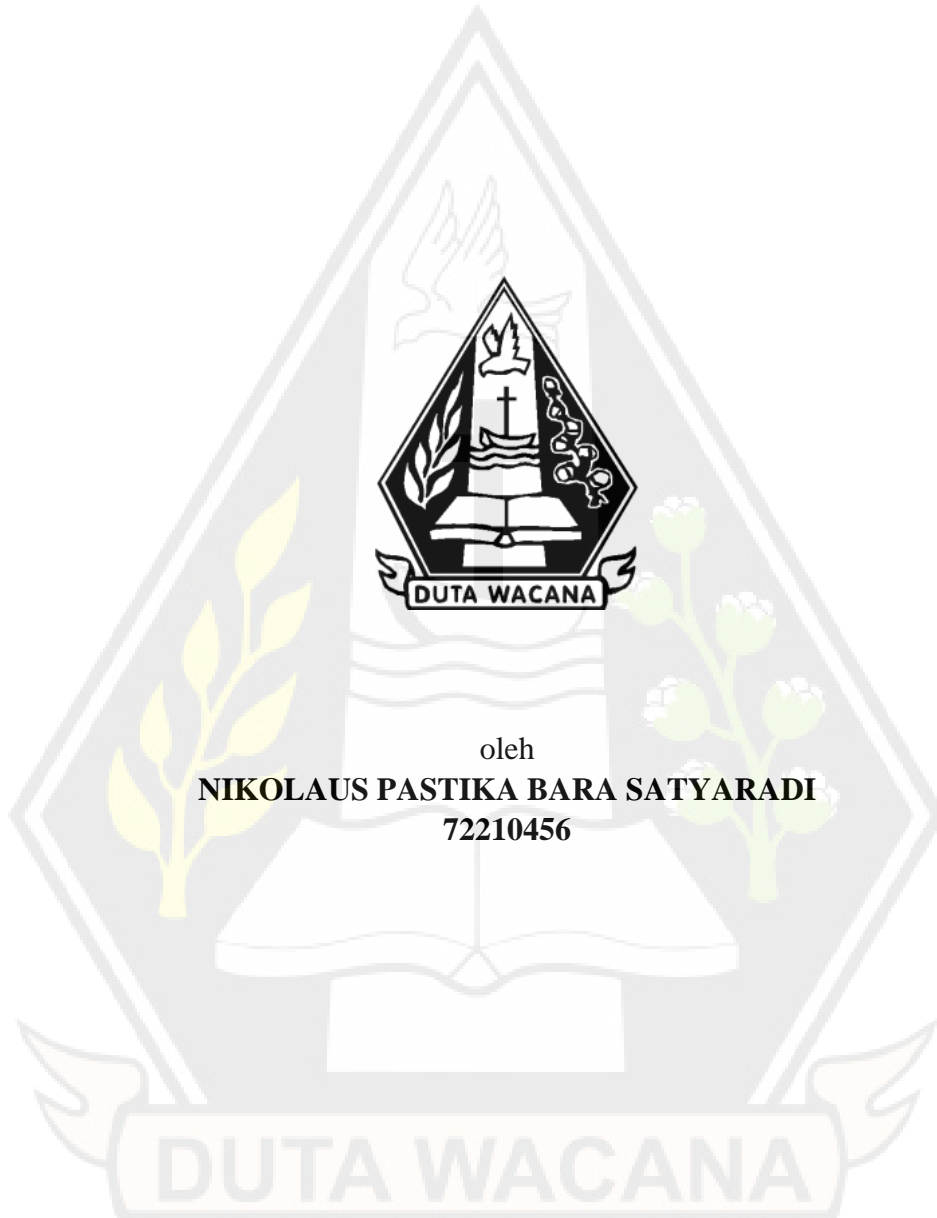 DUTA WACANA
oleh
NIKOLAUS PASTIKA BARA SATYARADI
72210456
DUTA WACANA